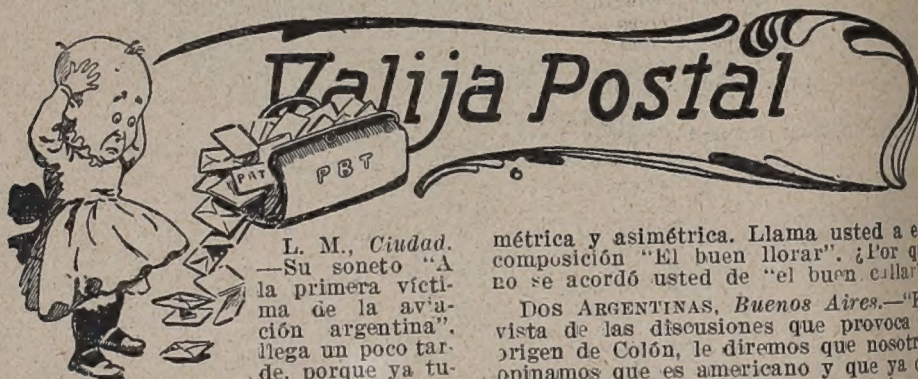 Valija Postal
PBT
PBT
L. M., Ciudad.
—Su soneto “A
la primera vícti-
ma de la avia-
ción argentina”,
llega un poco tar-
de, porque ya tu-
métrica y asimétrica. Llama usted a
composición “El buen llorar”. ¿Por
no se acordó usted de “el buen callar
DOS ARGENTINAS, Buenos Aires.—
vista de las discusiones que provoca
origen de Colón, le diremos que
opinamos que es americano y que ya